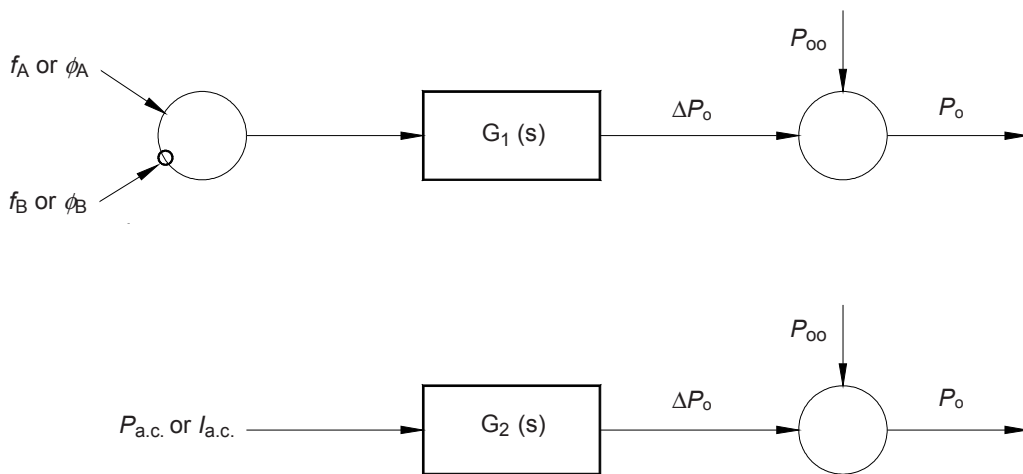 P_oo
f_A or ϕ_A
G_1 (s)
ΔP_o
P_o
f_B or ϕ_B
P_oo
P_a.c. or I_a.c.
G_2 (s)
ΔP_o
P_o